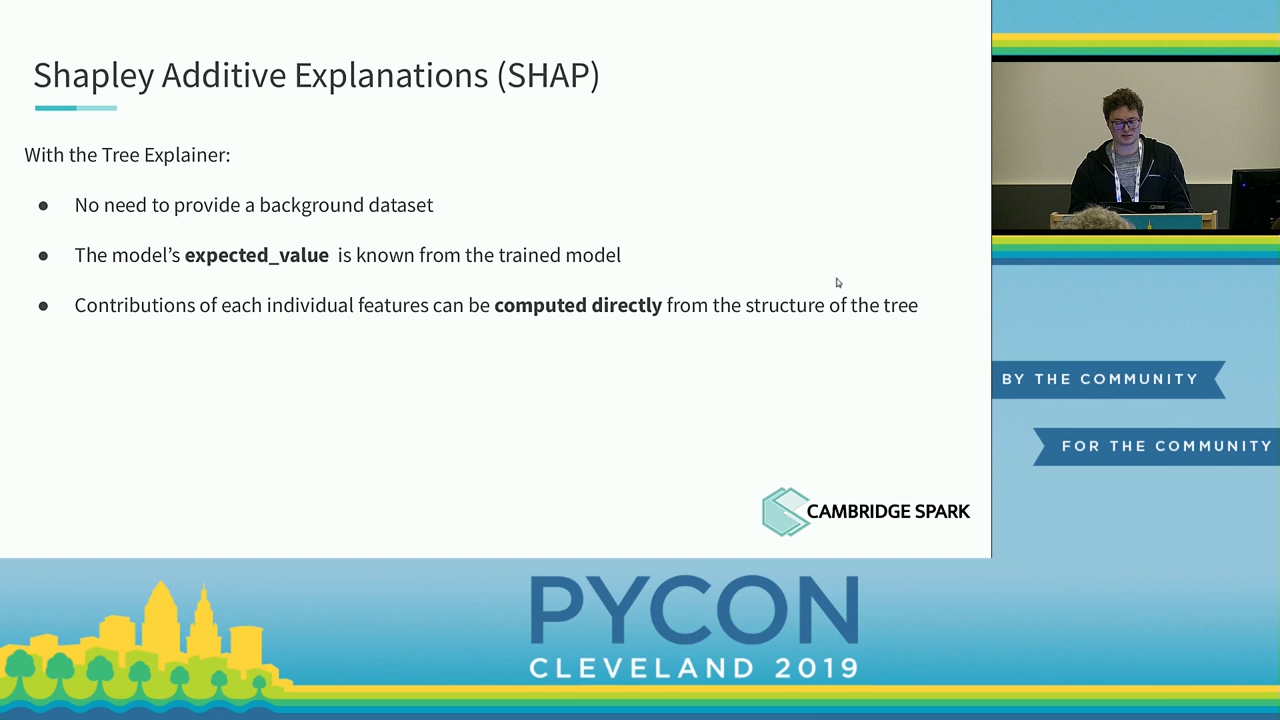 Shapley Additive Explanations (SHAP)
With the Tree Explainer:
● No need to provide a background dataset
● The model’s expected_value is known from the trained model
● Contributions of each individual features can be computed directly from the structure of the tree
CAMBRIDGE SPARK
BY THE COMMUNITY
FOR THE COMMUNITY
PYCON
CLEVELAND 2019